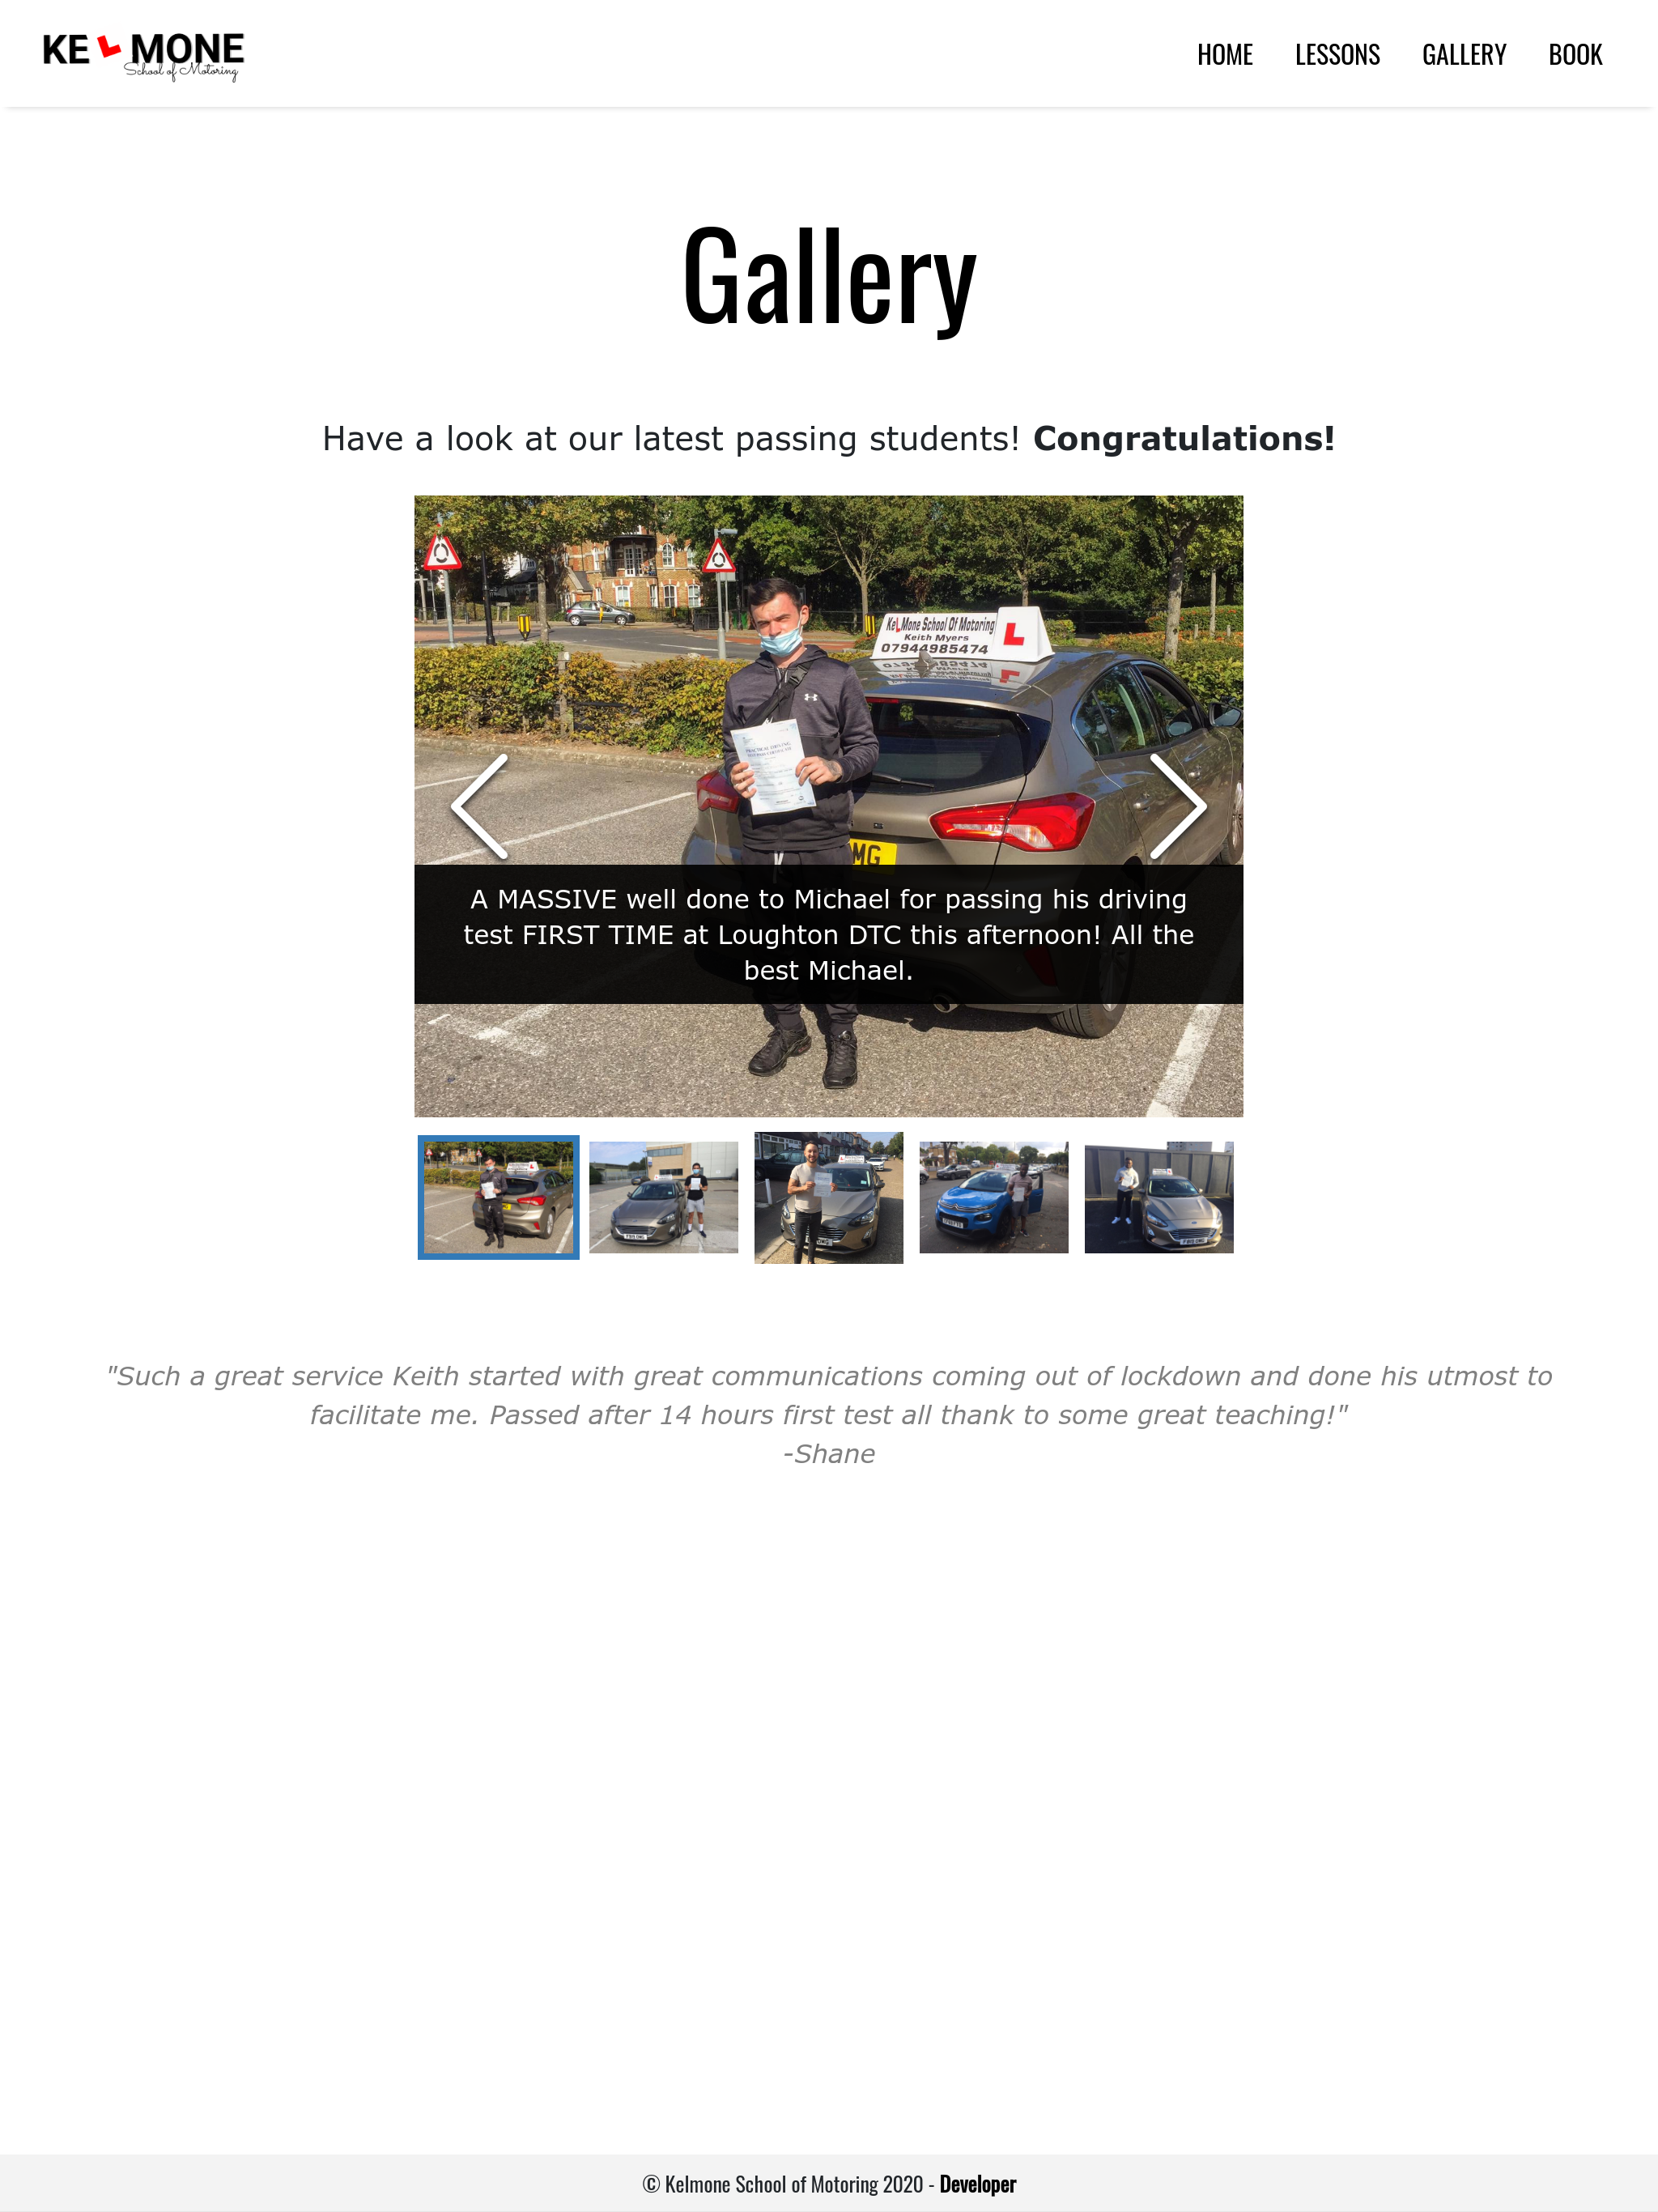 KE L MONE
School of Motoring
HOME LESSONS GALLERY BOOK
Gallery
Have a look at our latest passing students! Congratulations!
KeLMone School Of Motoring
Keith Myers
07944985474
L
MG
A MASSIVE well done to Michael for passing his driving
test FIRST TIME at Loughton DTC this afternoon! All the
best Michael.
"Such a great service Keith started with great communications coming out of lockdown and done his utmost to
facilitate me. Passed after 14 hours first test all thank to some great teaching!"
-Shane
© Kelmone School of Motoring 2020 - Developer